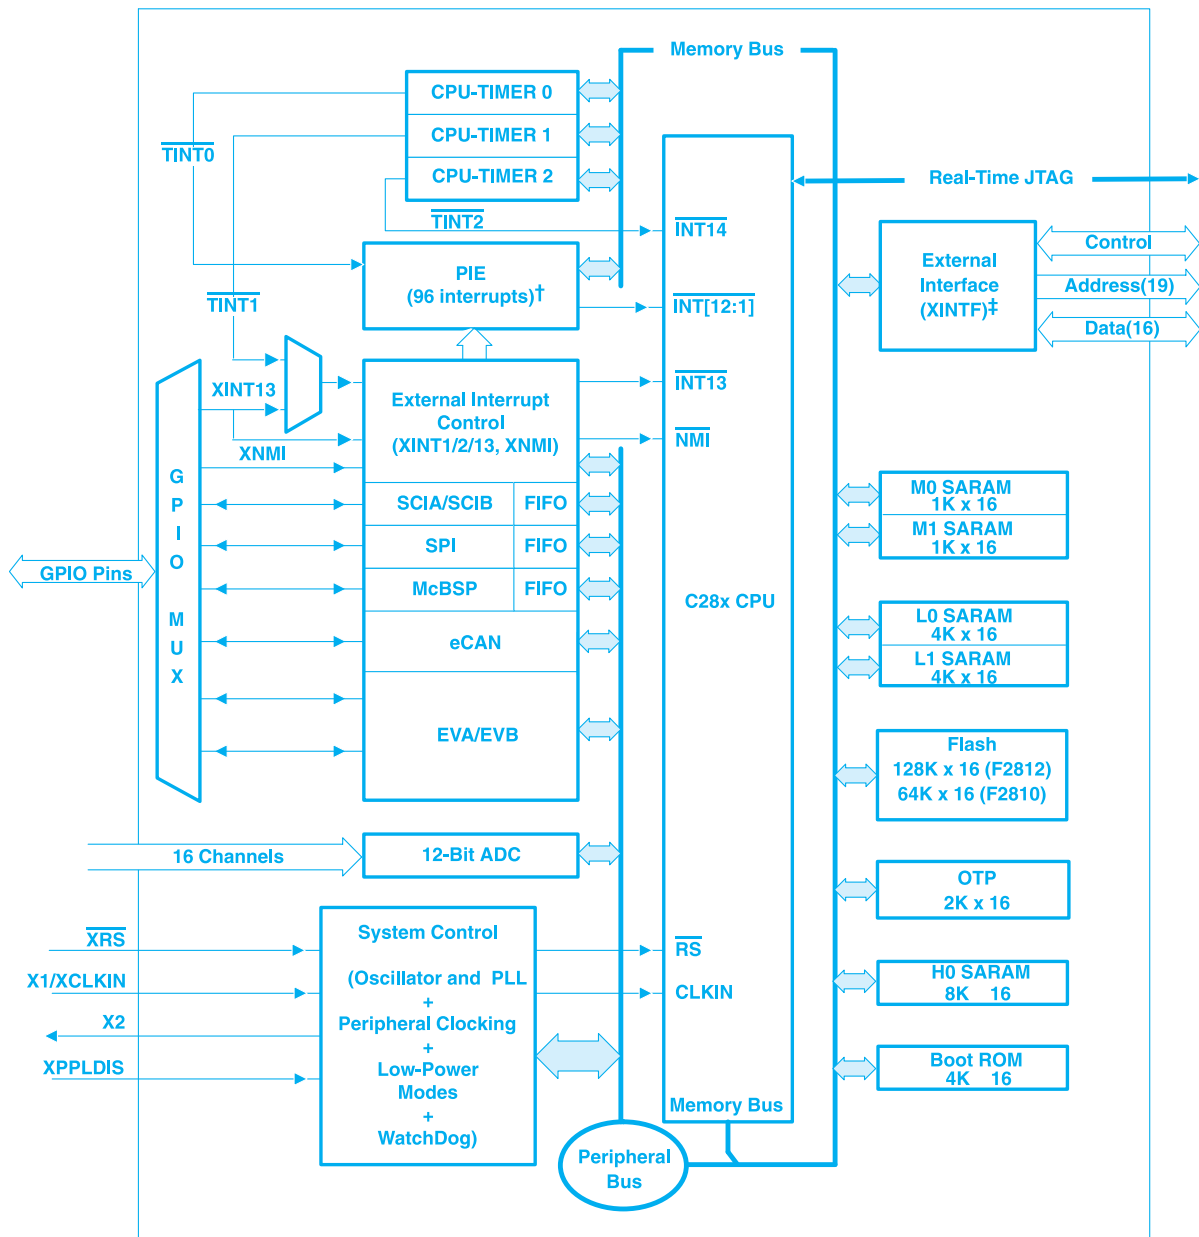 Memory Bus
CPU-TIMER 0
CPU-TIMER 1
CPU-TIMER 2
TINT0
TINT2
TINT1
Real-Time JTAG
INT14
PIE
(96 interrupts)†
INT[12:1]
External
Interface
(XINTF)‡
Control
Address(19)
Data(16)
XINT13
XNMI
External Interrupt
Control
(XINT1/2/13, XNMI)
INT13
NMI
G
P
I
O
M
U
X
GPIO Pins
SCIA/SCIB
FIFO
SPI
FIFO
McBSP
FIFO
eCAN
EVA/EVB
C28x CPU
M0 SARAM
1K x 16
M1 SARAM
1K x 16
L0 SARAM
4K x 16
L1 SARAM
4K x 16
Flash
128K x 16 (F2812)
64K x 16 (F2810)
16 Channels
12-Bit ADC
OTP
2K x 16
XRS
X1/XCLKIN
X2
XPPLDIS
System Control
(Oscillator and PLL
+
Peripheral Clocking
+
Low-Power
Modes
+
WatchDog)
RS
CLKIN
H0 SARAM
8K 16
Boot ROM
4K 16
Memory Bus
Peripheral
Bus